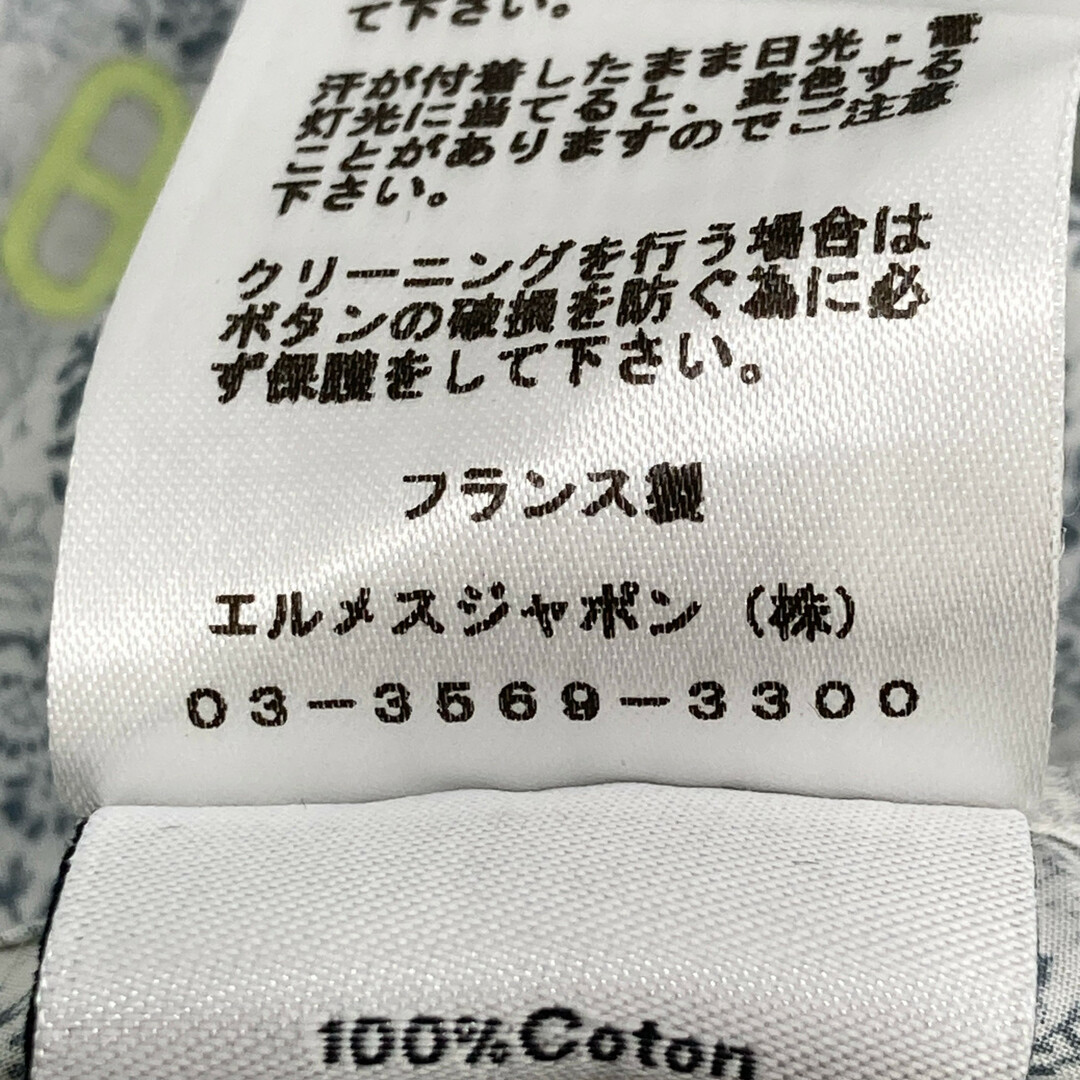 て下さい。
汗が付着したまま日光・電
灯光に当てると、変色する
ことがありますのでご注意
下さい。
クリーニングを行う場合は
ボタンの破損を防ぐ為に必
ず保護をして下さい。
フランス製
エルメスジャポン（株）
０３－３５６９－３３００
100%Coton